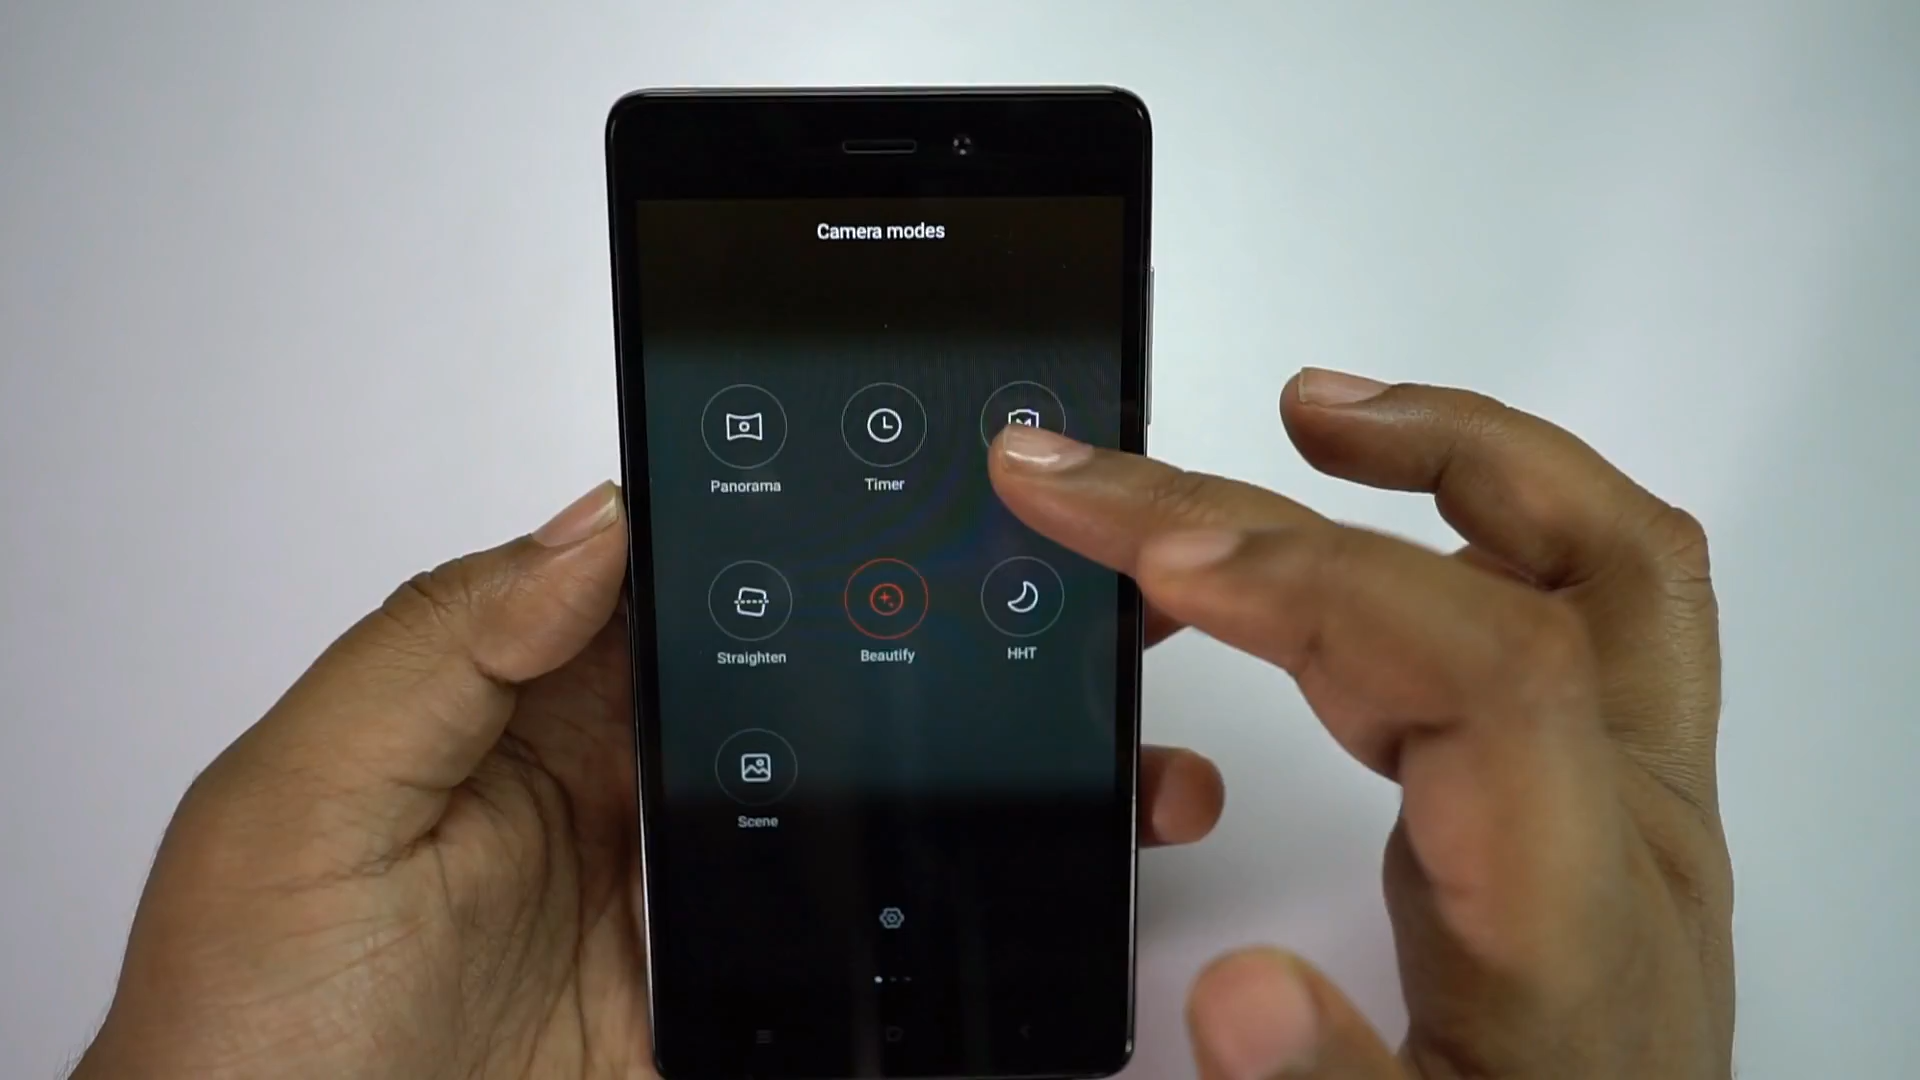 Camera modes
Panorama
Timer
Straighten
Beautify
HHT
Scene